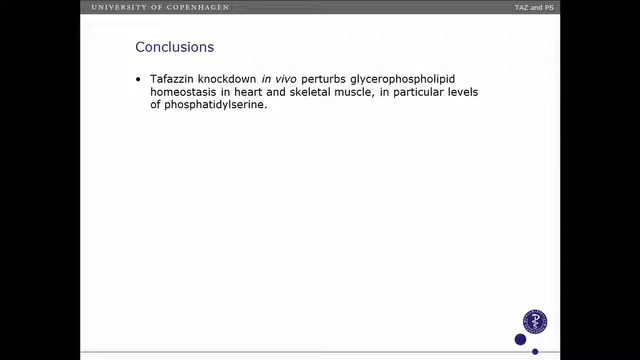 UNIVERSITY OF COPENHAGEN
TAZ and PS
Conclusions
• Tafazzin knockdown in vivo perturbs glycerophospholipid
homeostasis in heart and skeletal muscle, in particular levels
of phosphatidylserine.